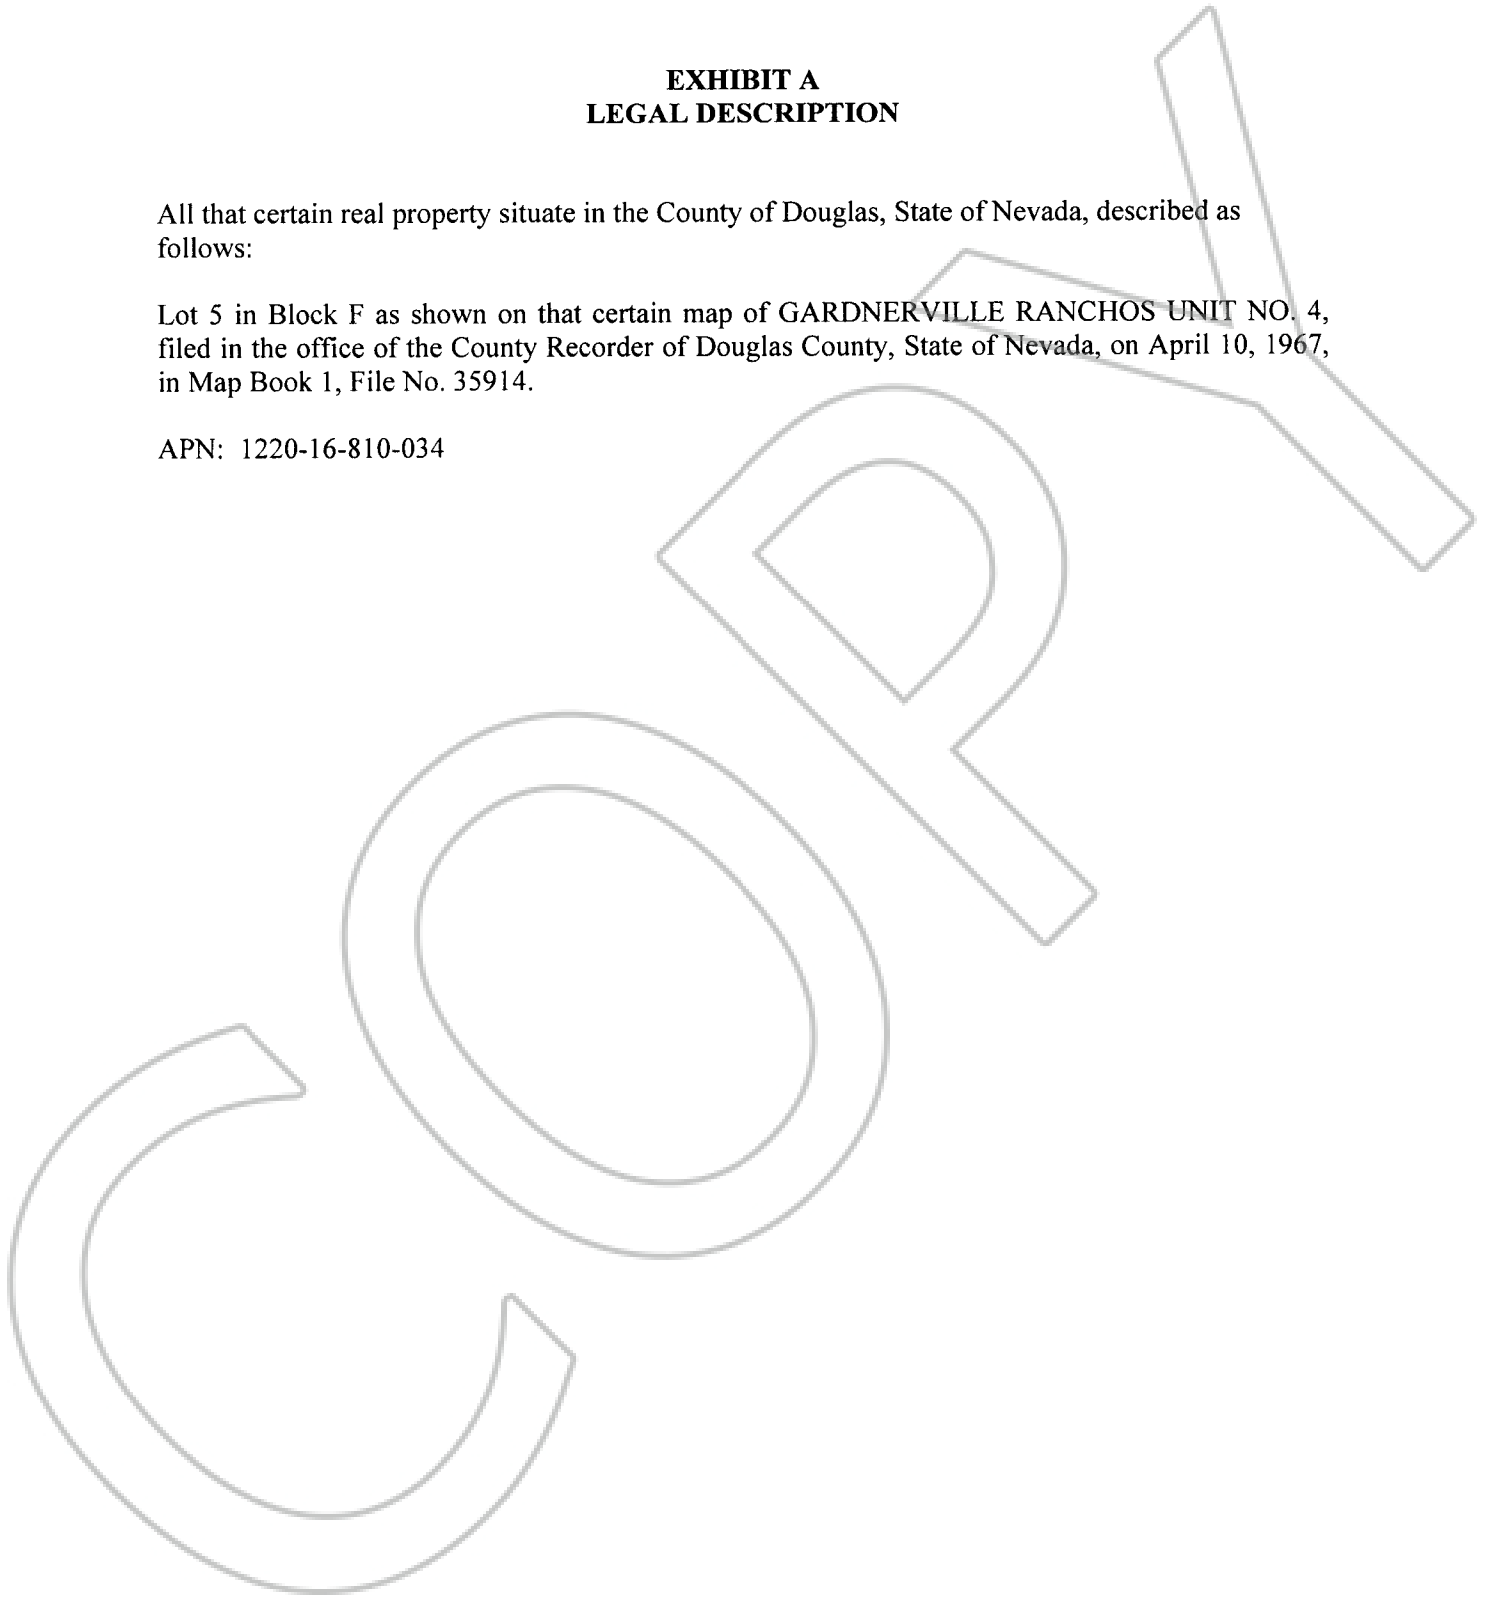 EXHIBIT A
LEGAL DESCRIPTION
All that certain real property situate in the County of Douglas, State of Nevada, described as
follows:
Lot 5 in Block F as shown on that certain map of GARDNERVILLE RANCHOS UNIT NO. 4,
filed in the office of the County Recorder of Douglas County, State of Nevada, on April 10, 1967,
in Map Book 1, File No. 35914.
APN: 1220-16-810-034
COPY